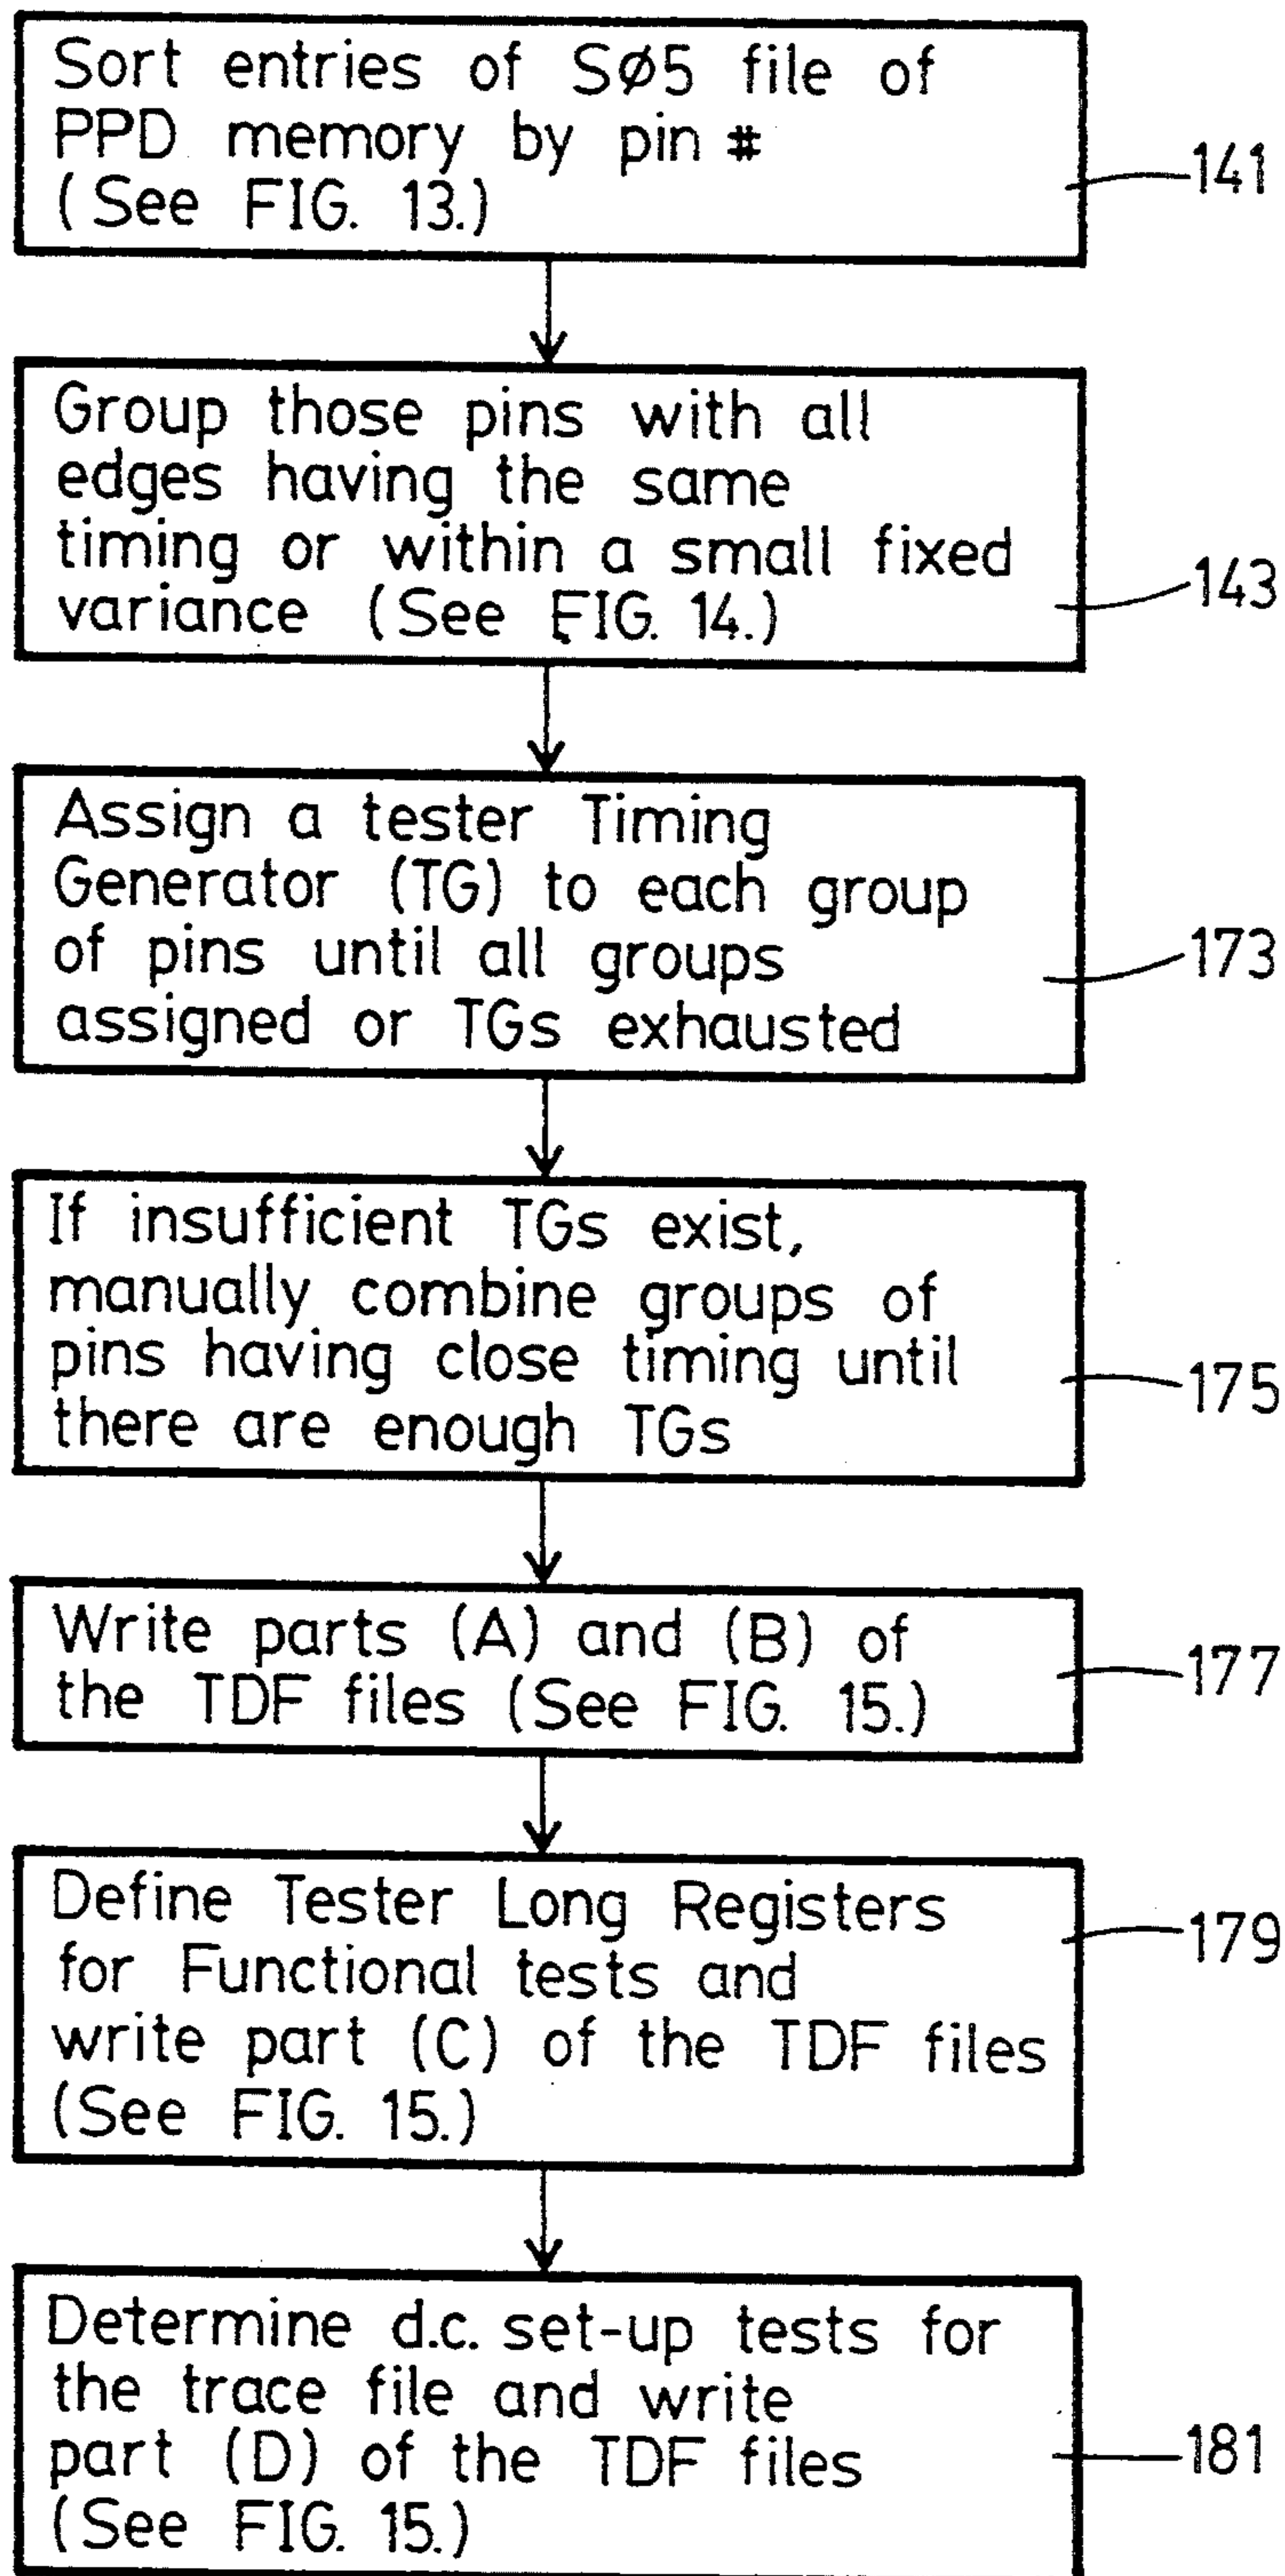 Sort entries of SØ5 file of
PPD memory by pin #
(See FIG. 13.)
141
Group those pins with all
edges having the same
timing or within a small fixed
variance (See FIG. 14.)
143
Assign a tester Timing
Generator (TG) to each group
of pins until all groups
assigned or TGs exhausted
173
If insufficient TGs exist,
manually combine groups of
pins having close timing until
there are enough TGs
175
Write parts (A) and (B) of
the TDF files (See FIG. 15.)
177
Define Tester Long Registers
for Functional tests and
write part (C) of the TDF files
(See FIG. 15.)
179
Determine d.c. set-up tests for
the trace file and write
part (D) of the TDF files
(See FIG. 15.)
181